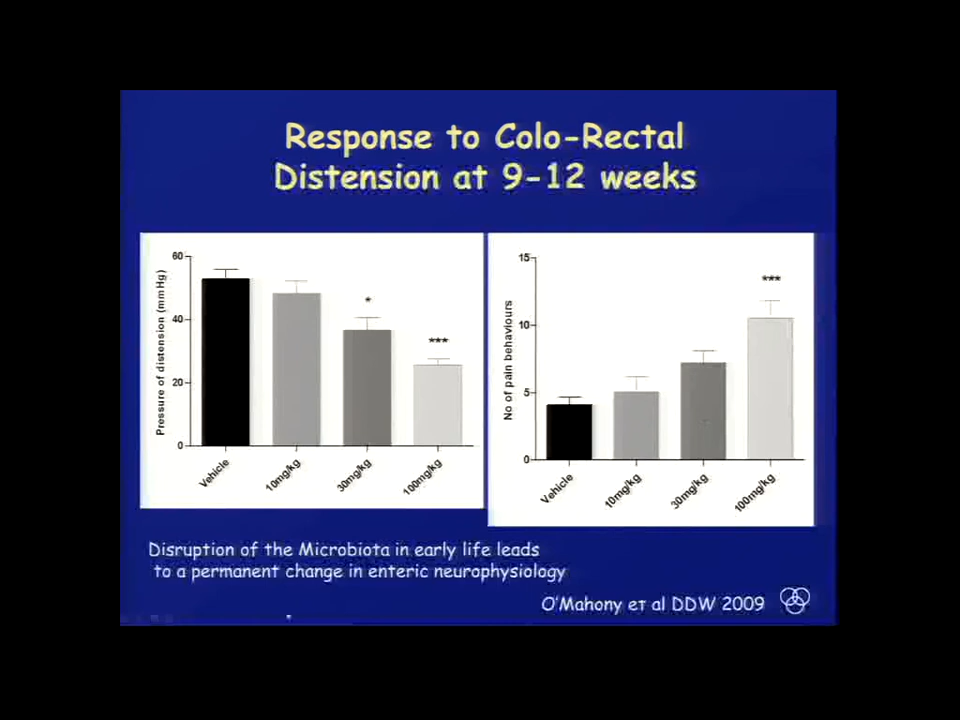 Response to Colo-Rectal
Distension at 9-12 weeks
Pressure of distension (mmHg)
60
40
20
0
*
***
Vehicle
10mg/kg
30mg/kg
100mg/kg
No of pain behaviours
15
10
5
0
***
Vehicle
10mg/kg
30mg/kg
100mg/kg
Disruption of the Microbiota in early life leads
to a permanent change in enteric neurophysiology
O'Mahony et al DDW 2009